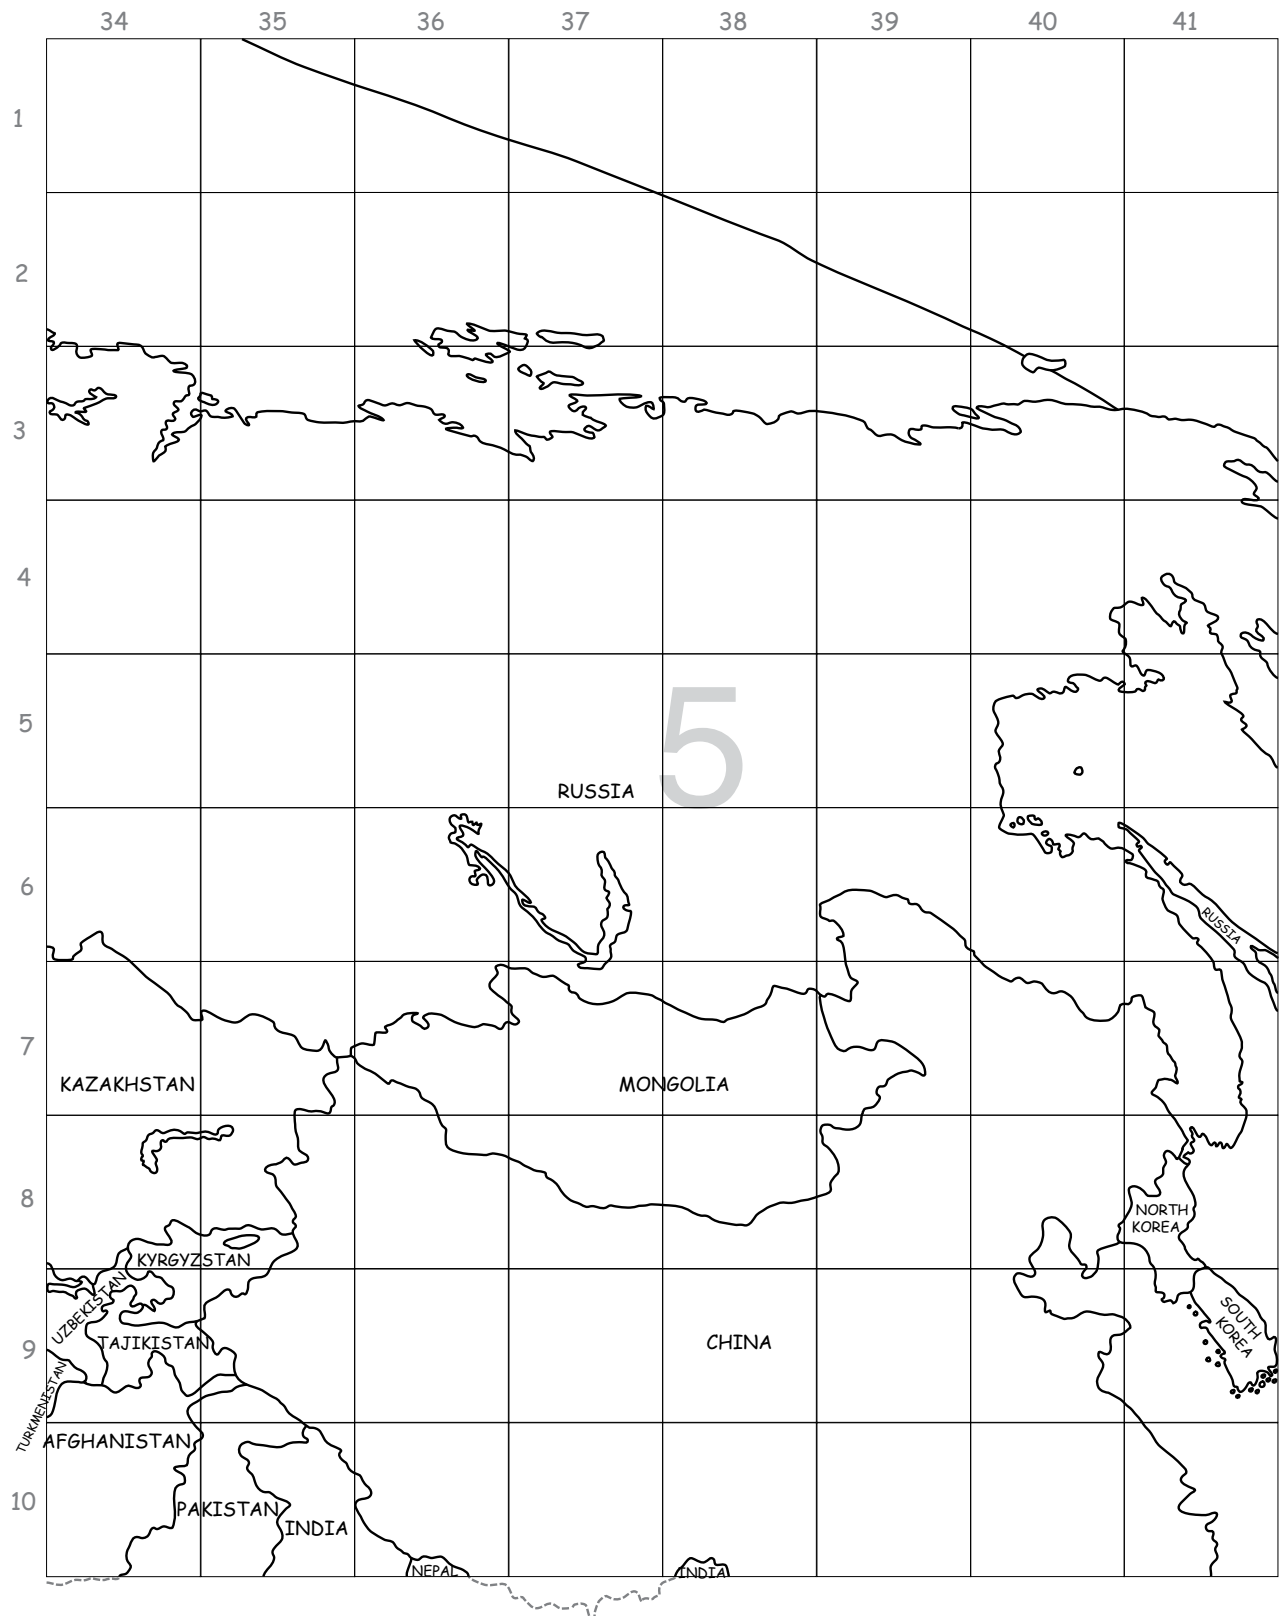 34 35 36 37 38 39 40 41
1
2
3
4
5
5
RUSSIA
6
RUSSIA
7
KAZAKHSTAN
MONGOLIA
8
NORTH
KOREA
KYRGYZSTAN
UZBEKISTAN
SOUTH
KOREA
9
TAJIKISTAN
CHINA
TURKMENISTAN
AFGHANISTAN
10
PAKISTAN
INDIA
NEPAL
INDIA